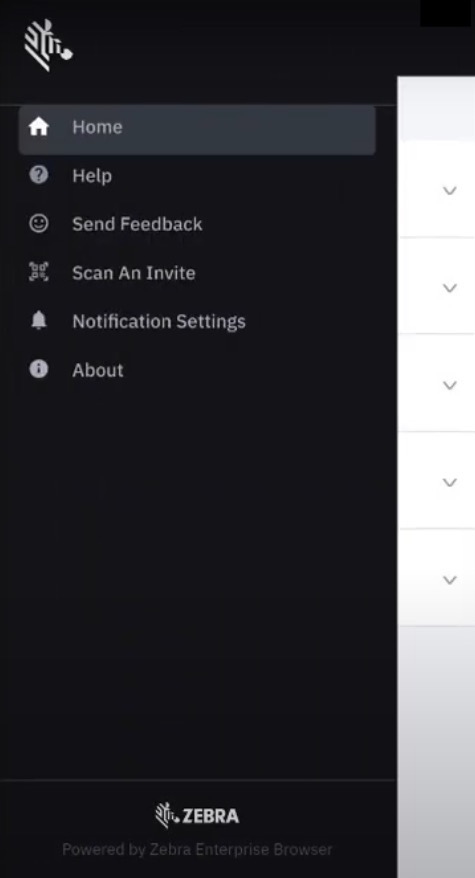 Home
Help
Send Feedback
Scan An Invite
Notification Settings
About
ZEBRA
Powered by Zebra Enterprise Browser